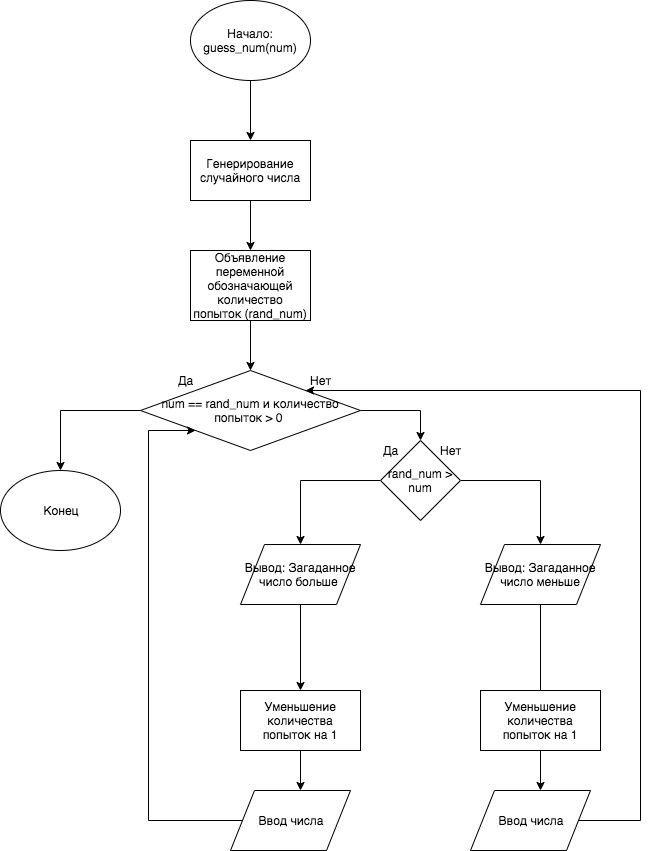 Начало:
guess_num(num)
Генерирование
случайного числа
Объявление
переменной
обозначающей
количество
попыток (rand_num)
Да
Нет
num == rand_num и количество
попыток > 0
Да
Нет
rand_num >
num
Конец
Вывод: Загаданное
число больше
Вывод: Загаданное
число меньше
Уменьшение
количества
попыток на 1
Уменьшение
количества
попыток на 1
Ввод числа
Ввод числа